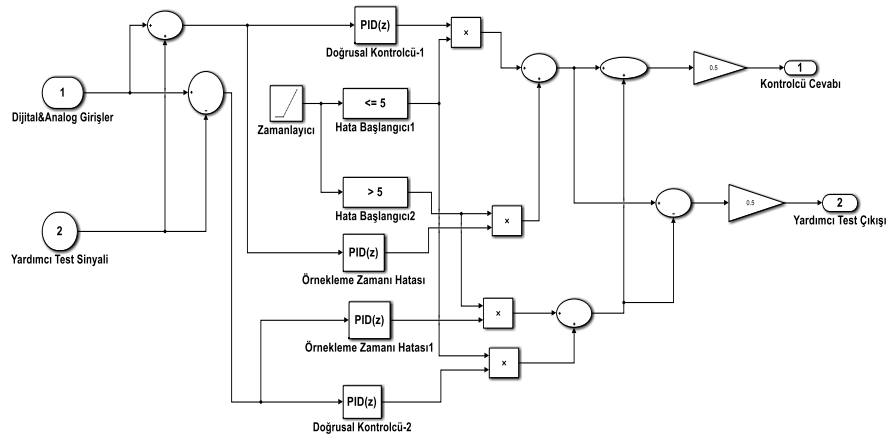 PID(z)
Doğrusal Kontrolcü-1
×
1
Dijital&Analog Girişler
Zamanlayıcı
<= 5
Hata Başlangıcı1
0.5
1
Kontrolcü Cevabı
> 5
Hata Başlangıcı2
×
2
Yardımcı Test Sinyali
PID(z)
Örnekleme Zamanı Hatası
0.5
2
Yardımcı Test Çıkışı
PID(z)
Örnekleme Zamanı Hatası1
×
×
PID(z)
Doğrusal Kontrolcü-2